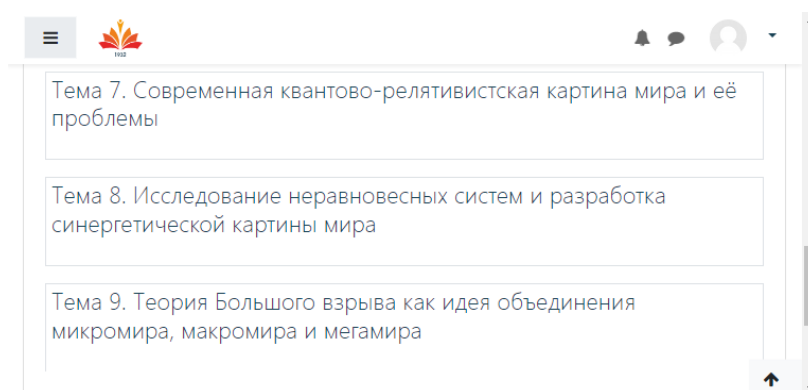 Тема 7. Современная квантово-релятивистская картина мира и её
проблемы
Тема 8. Исследование неравновесных систем и разработка
синергетической картины мира
Тема 9. Теория Большого взрыва как идея объединения
микромира, макромира и мегамира